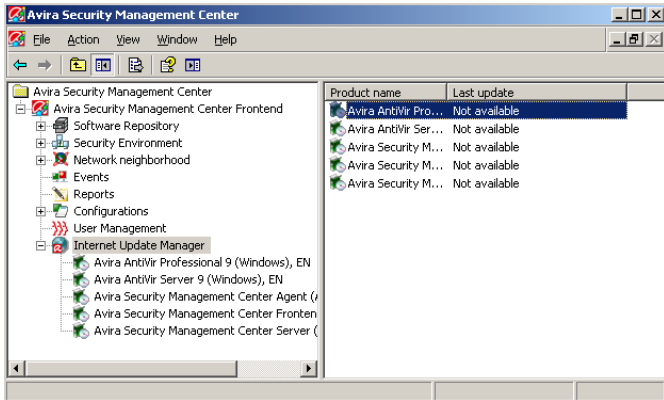 Avira Security Management Center
File Action View Window Help
Avira Security Management Center
Avira Security Management Center Frontend
Software Repository
Security Environment
Network neighborhood
Events
Reports
Configurations
User Management
Internet Update Manager
Avira AntiVir Professional 9 (Windows), EN
Avira AntiVir Server 9 (Windows), EN
Avira Security Management Center Agent (
Avira Security Management Center Fronten
Avira Security Management Center Server (
Product name Last update
Avira AntiVir Pro... Not available
Avira AntiVir Ser... Not available
Avira Security M... Not available
Avira Security M... Not available
Avira Security M... Not available